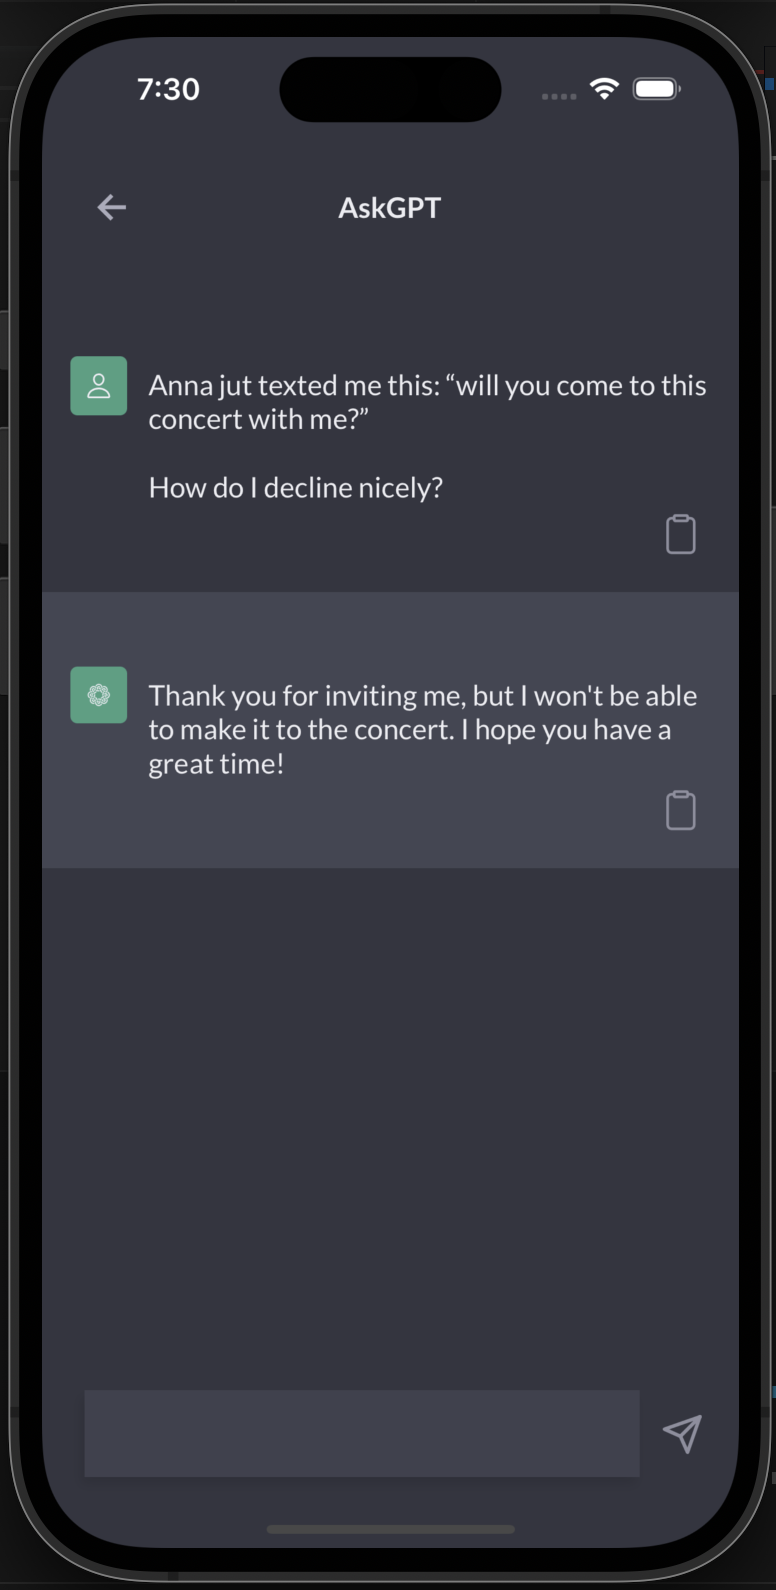 7:30
AskGPT
Anna jut texted me this: “will you come to this
concert with me?”
How do I decline nicely?
Thank you for inviting me, but I won't be able
to make it to the concert. I hope you have a
great time!